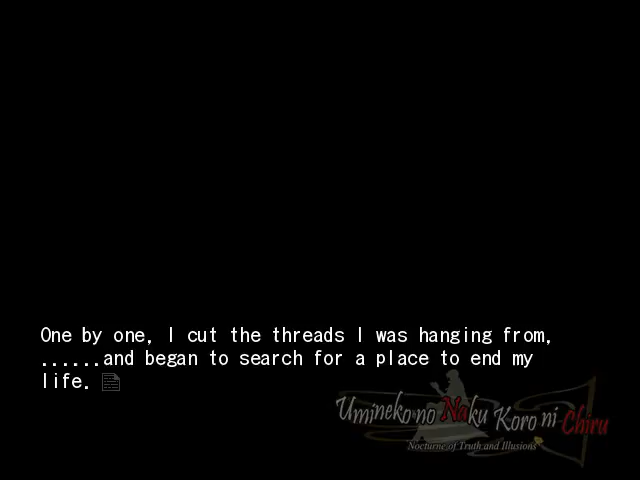 One by one, I cut the threads I was hanging from,
......and began to search for a place to end my
life.
Umineko no Naku Koro ni Chiru
Nocturne of Truth and Illusions